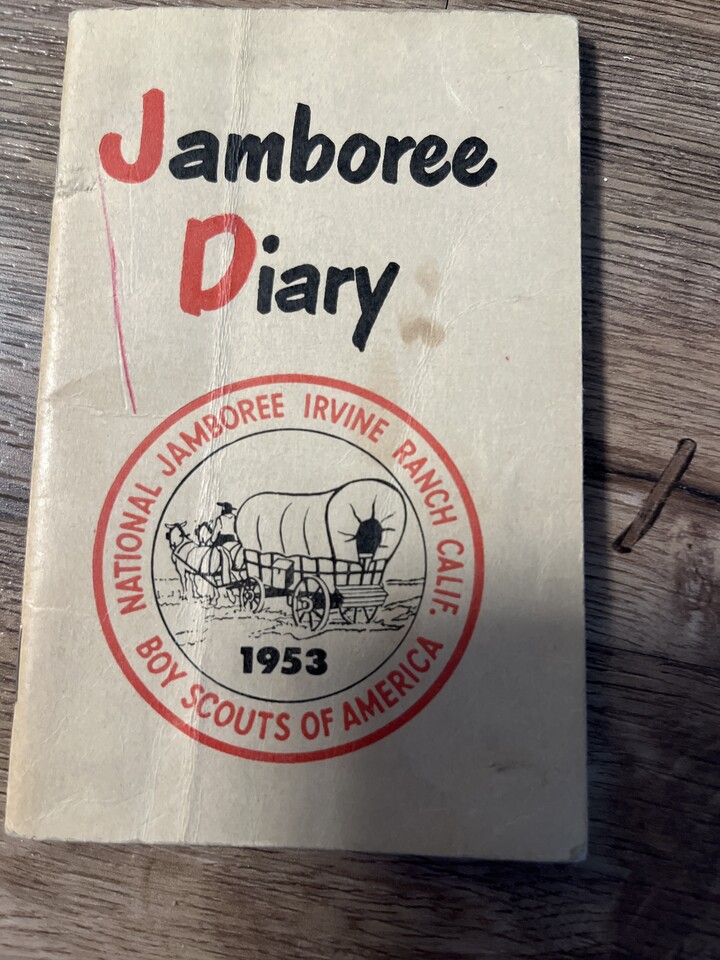 Jamboree
Diary
NATIONAL JAMBOREE IRVINE RANCH CALIF.
1953
BOY SCOUTS OF AMERICA